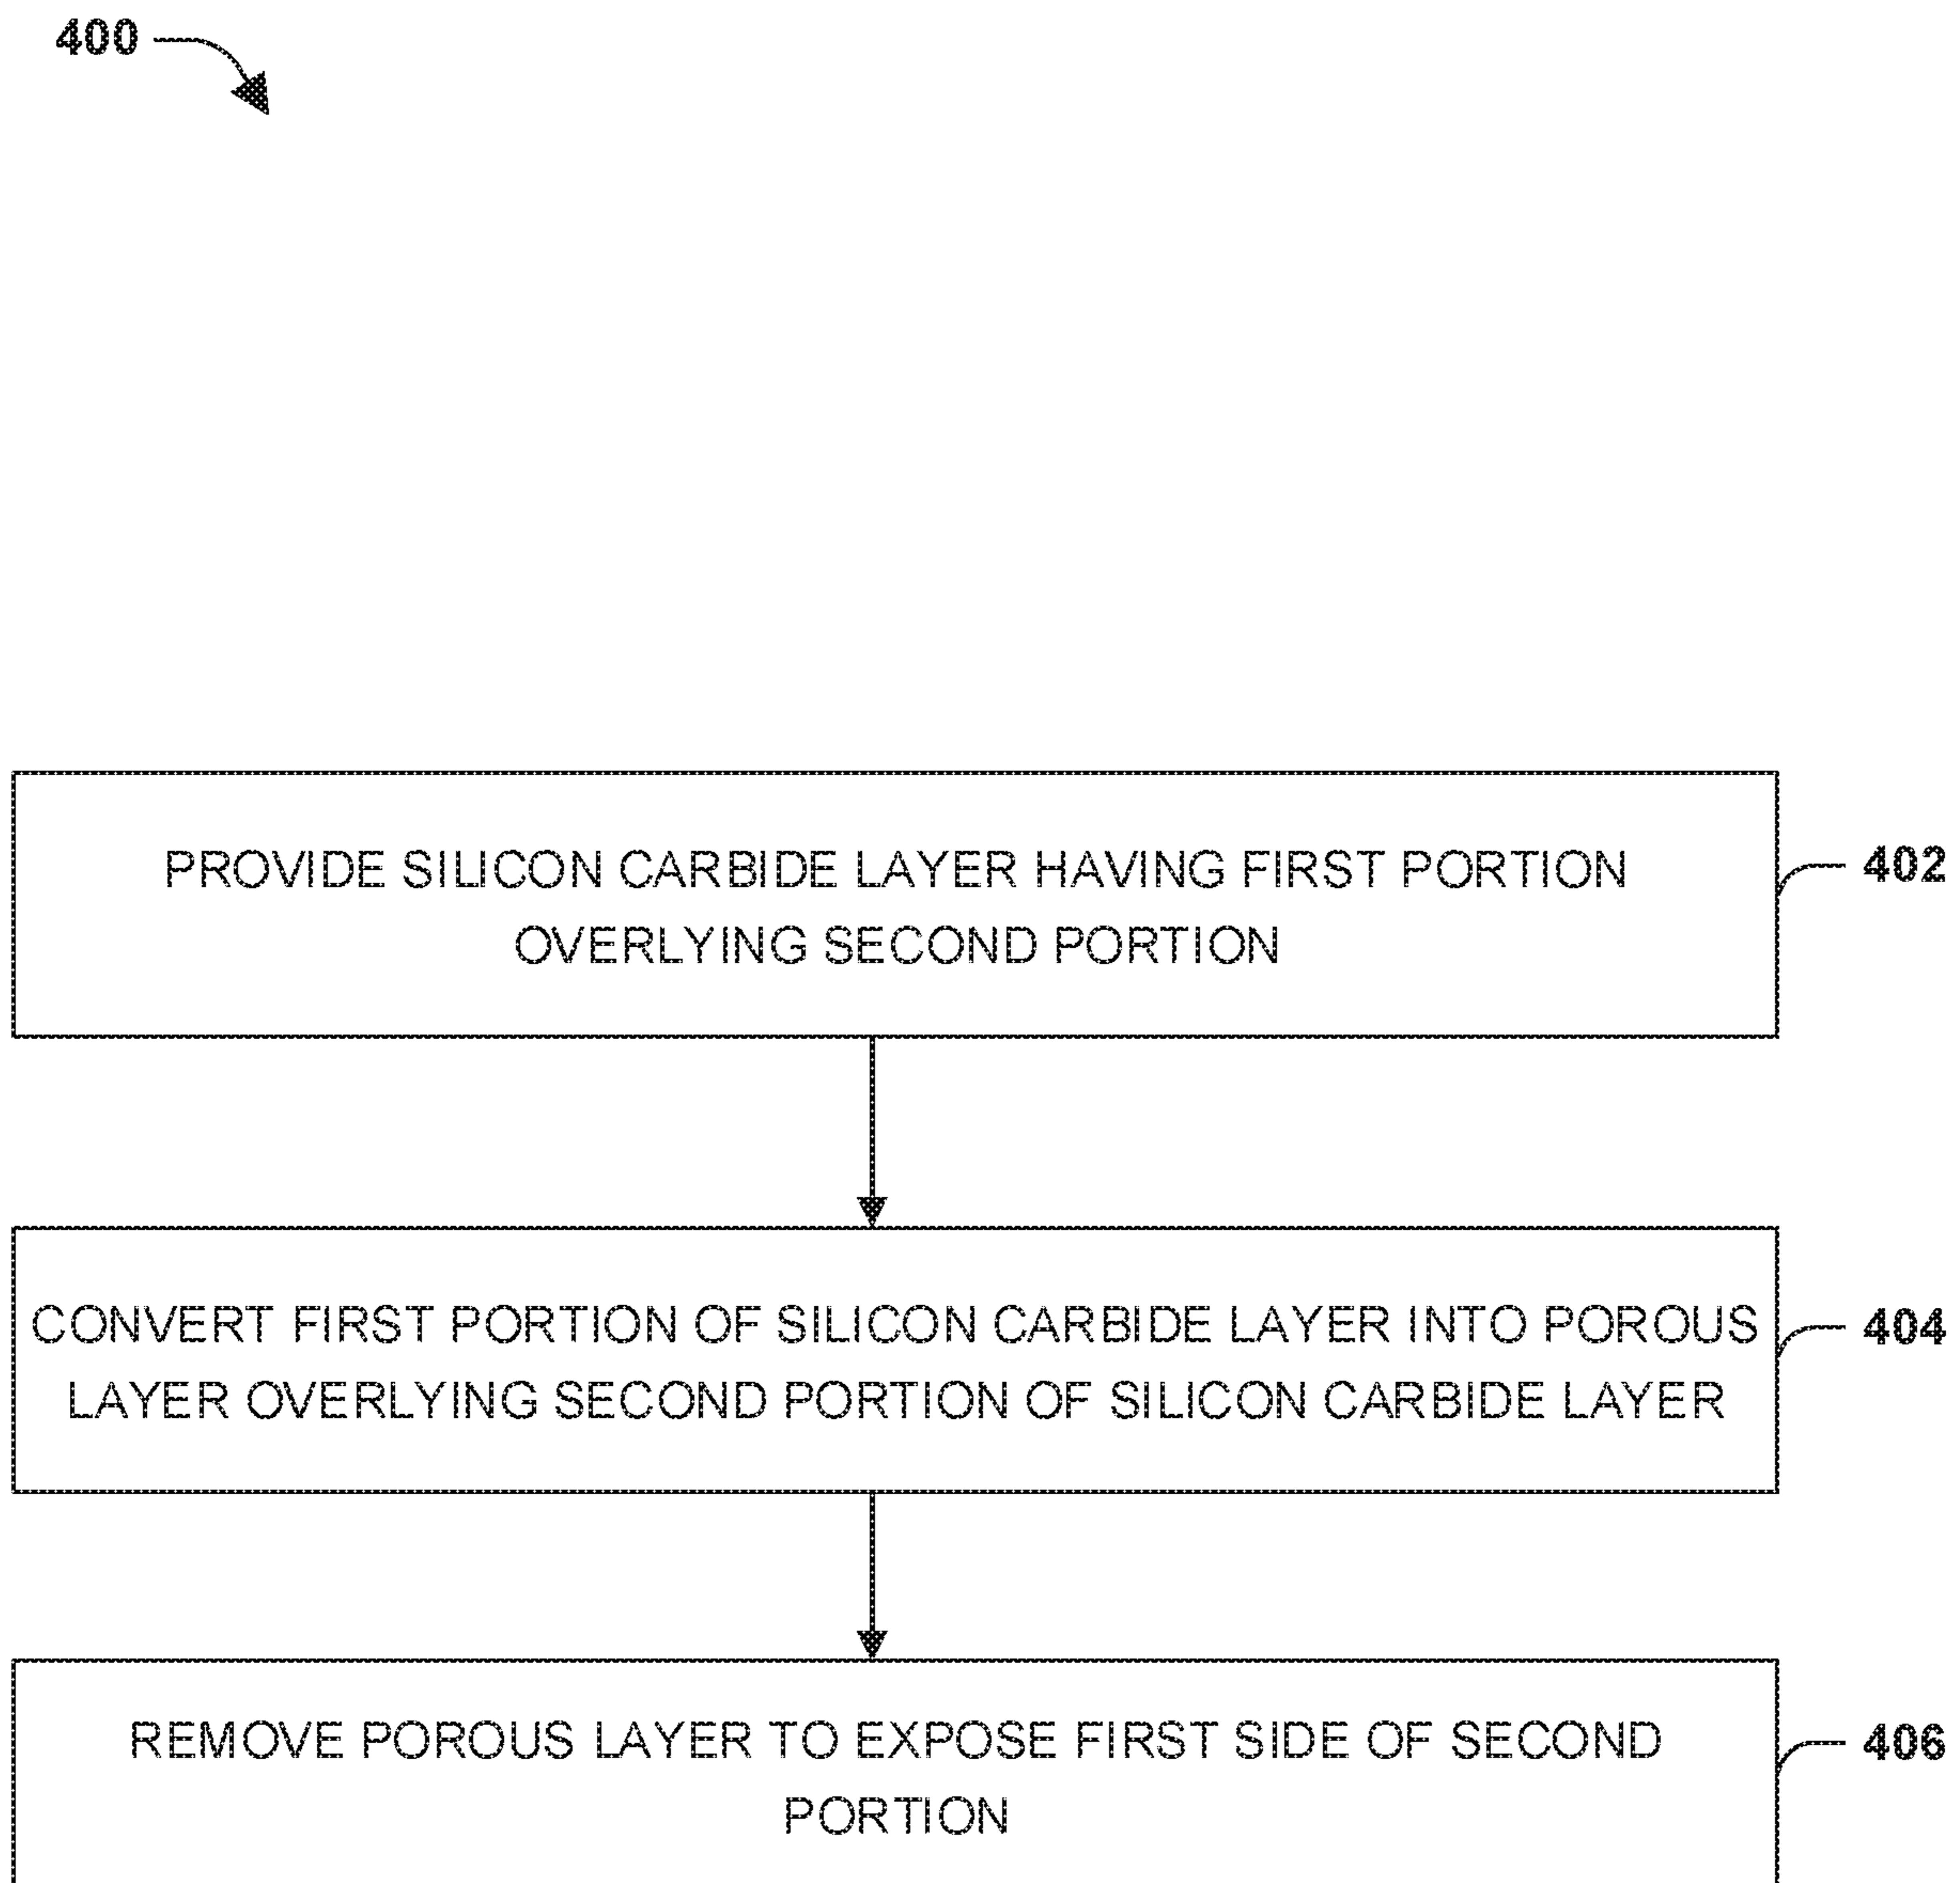 400
PROVIDE SILICON CARBIDE LAYER HAVING FIRST PORTION
OVERLYING SECOND PORTION
402
CONVERT FIRST PORTION OF SILICON CARBIDE LAYER INTO POROUS
LAYER OVERLYING SECOND PORTION OF SILICON CARBIDE LAYER
404
REMOVE POROUS LAYER TO EXPOSE FIRST SIDE OF SECOND
PORTION
406